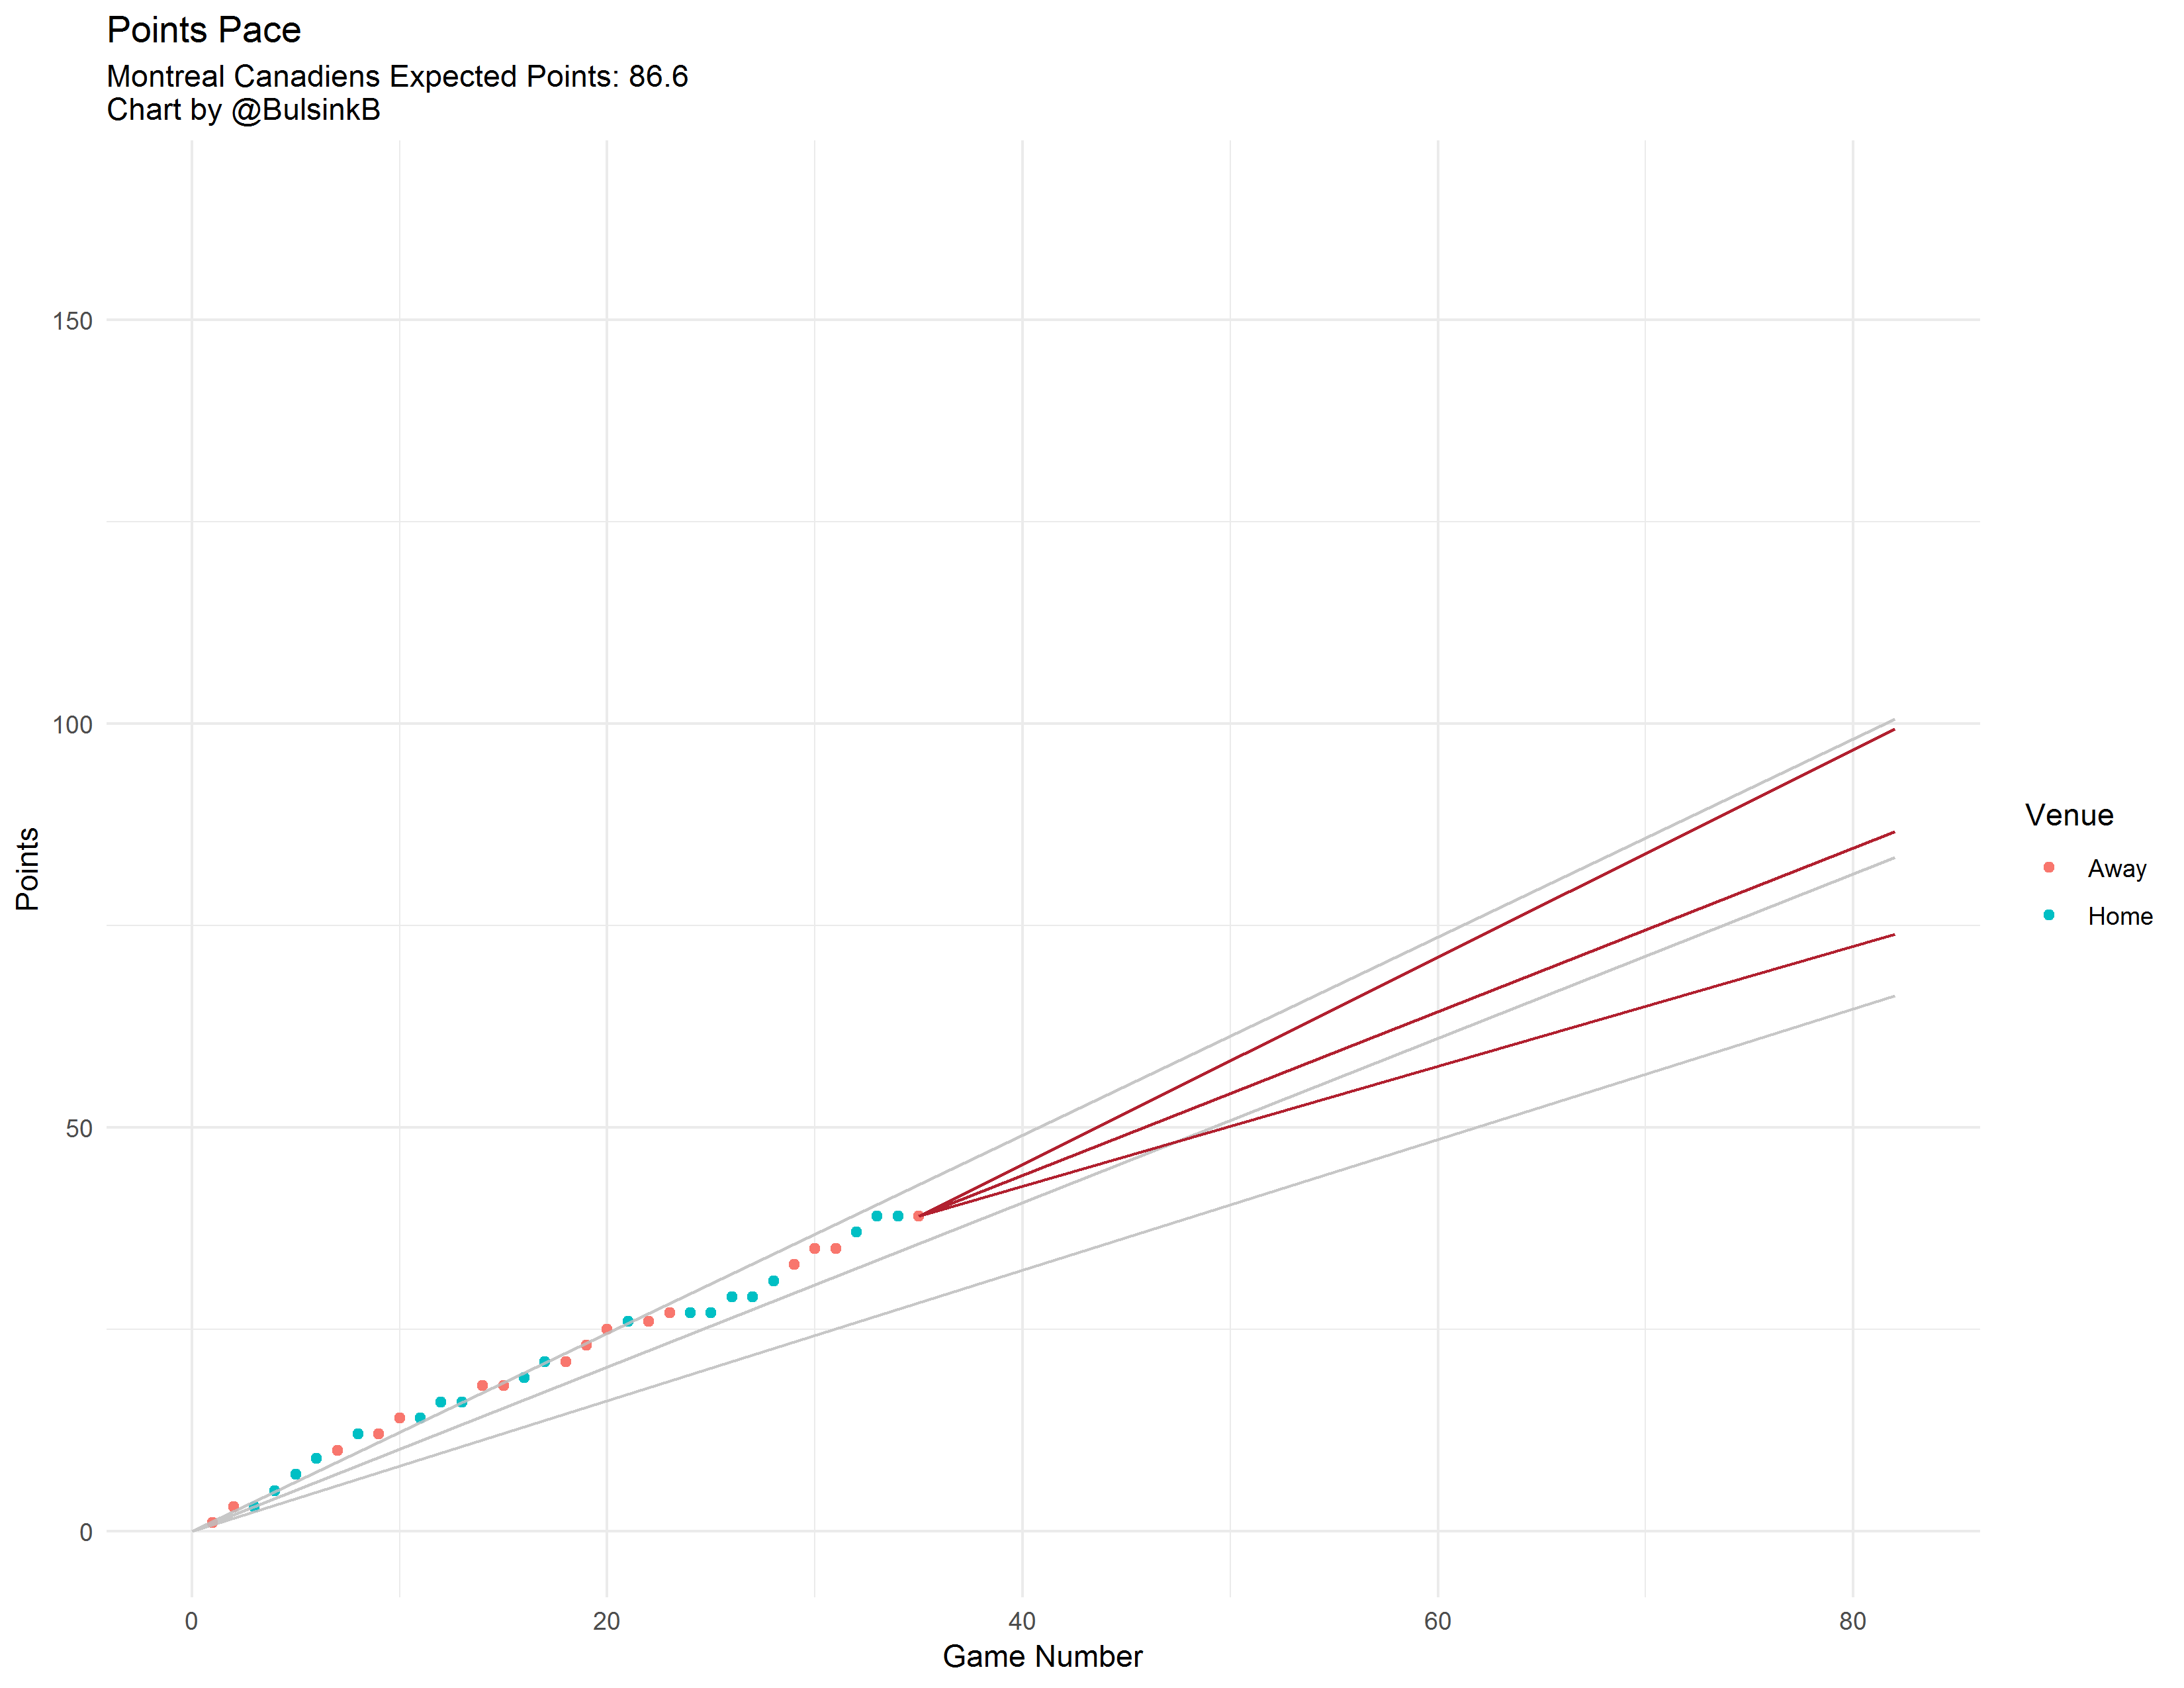 Points Pace
Montreal Canadiens Expected Points: 86.6
Chart by @BulsinkB
150
100
50
0
Points
0 20 40 60 80
Game Number
Venue
Away
Home